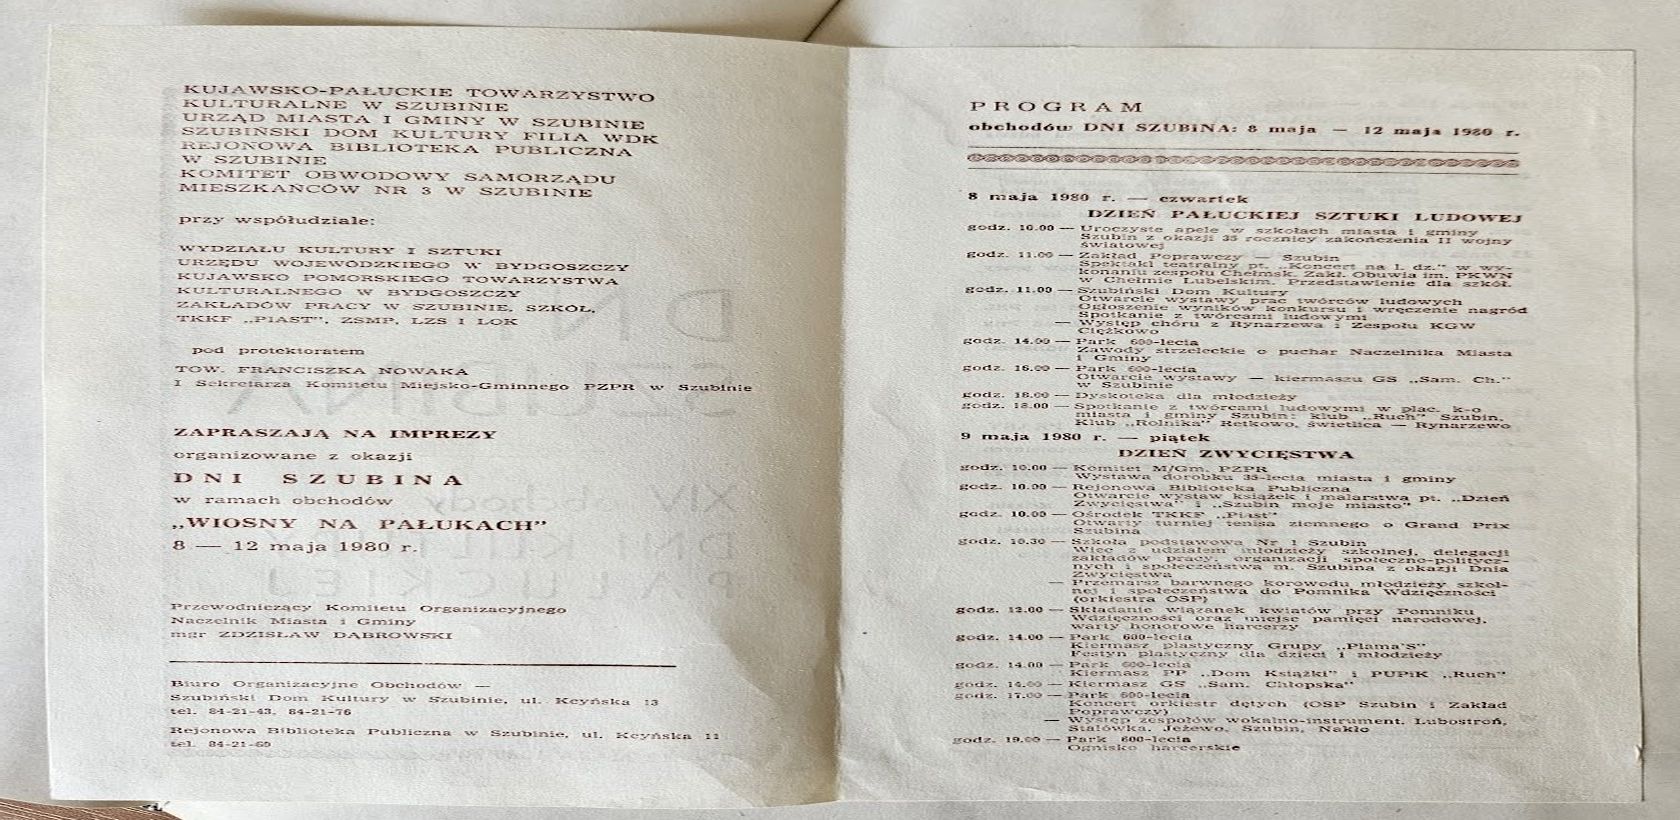 KUJAWSKO-PAŁUCKIE TOWARZYSTWO
KULTURALNE W SZUBINIE
URZĄD MIASTA I GMINY W SZUBINIE
SZUBIŃSKI DOM KULTURY FILIA WDK
REJONOWA BIBLIOTEKA PUBLICZNA
W SZUBINIE
KOMITET OBWODOWY SAMORZĄDU
MIESZKAŃCÓW NR 3 W SZUBINIE
przy współudziale:
WYDZIAŁU KULTURY I SZTUKI
URZĘDU WOJEWÓDZKIEGO W BYDGOSZCZY
KUJAWSKO POMORSKIEGO TOWARZYSTWA
KULTURALNEGO W BYDGOSZCZY
ZAKŁADÓW PRACY W SZUBINIE, SZKÓŁ,
TKKF „PIAST”, ZSMP, LZS I LOK
pod protektoratem
TOW. FRANCISZKA NOWAKA
I Sekretarza Komitetu Miejsko-Gminnego PZPR w Szubinie
ZAPRASZAJĄ NA IMPREZY
organizowane z okazji
DNI SZUBINA
w ramach obchodów
„WIOSNY NA PAŁUKACH”
8 — 12 maja 1980 r.
Przewodniczący Komitetu Organizacyjnego
Naczelnik Miasta i Gminy
mgr ZDZISŁAW DĄBROWSKI
Biuro Organizacyjne Obchodów —
Szubiński Dom Kultury w Szubinie, ul. Kcyńska 13
tel. 84-21-43, 84-21-76
Rejonowa Biblioteka Publiczna w Szubinie, ul. Kcyńska 11
tel. 84-21-60
PROGRAM
obchodów DNI SZUBINA: 8 maja — 12 maja 1980 r.
8 maja 1980 r. — czwartek
DZIEŃ PAŁUCKIEJ SZTUKI LUDOWEJ
godz. 10.00 — Uroczyste apele w szkołach miasta i gminy
Szubin z okazji 35 rocznicy zakończenia II wojny
światowej
godz. 11.00 — Zakład Poprawczy — Szubin
Spektakl teatralny pt. „Koncert na l. dz.” w wy-
konaniu zespołu Chełmsk. Zakł. Obuwia im. PKWN
w Chełmie Lubelskim. Przedstawienie dla szkół.
godz. 11.00 — Szubiński Dom Kultury
Otwarcie wystawy prac twórców ludowych
Ogłoszenie wyników konkursu i wręczenie nagród
Spotkanie z twórcami ludowymi
— Występ chóru z Rynarzewa i Zespołu KGW
Ciężkowo
godz. 14.00 — Park 600-lecia
Zawody strzeleckie o puchar Naczelnika Miasta
i Gminy
godz. 16.00 — Park 600-lecia
Otwarcie wystawy — kiermaszu GS „Sam. Ch.”
w Szubinie
godz. 18.00 — Dyskoteka dla młodzieży
godz. 18.00 — Spotkanie z twórcami ludowymi w plac. k-o
miasta i gminy Szubin: klub „Ruch” Szubin,
Klub „Rolnika” Retkowo, świetlica — Rynarzewo
9 maja 1980 r. — piątek
DZIEŃ ZWYCIĘSTWA
godz. 10.00 — Komitet M/Gm. PZPR
Wystawa dorobku 35-lecia miasta i gminy
godz. 10.00 — Rejonowa Biblioteka Publiczna
Otwarcie wystaw książek i malarstwa pt. „Dzień
Zwycięstwa” i „Szubin moje miasto”
godz. 10.00 — Ośrodek TKKF „Piast”
Otwarty turniej tenisa ziemnego o Grand Prix
Szubina
godz. 10.30 — Szkoła podstawowa Nr 1 Szubin
Wiec z udziałem młodzieży szkolnej, delegacji
zakładów pracy, organizacji społeczno-politycz-
nych i społeczeństwa m. Szubina z okazji Dnia
Zwycięstwa
— Przemarsz barwnego korowodu młodzieży szkol-
nej i społeczeństwa do Pomnika Wdzięczności
(orkiestra OSP)
godz. 12.00 — Składanie wiązanek kwiatów przy Pomniku
Wdzięczności oraz miejsc pamięci narodowej,
warty honorowe harcerzy
godz. 14.00 — Park 600-lecia
Kiermasz plastyczny Grupy „Plama'S”
Festyn plastyczny dla dzieci i młodzieży
godz. 14.00 — Park 600-lecia
Kiermasz PP „Dom Książki” i PUPiK „Ruch”
godz. 14.00 — Kiermasz GS „Sam. Chłopska”
godz. 17.00 — Park 600-lecia
Koncert orkiestr dętych (OSP Szubin i Zakład
Poprawczy)
— Występ zespołów wokalno-instrument. Lubostroń,
Stalówka, Jeżewo, Szubin, Nakło
godz. 19.00 — Park 600-lecia
Ognisko harcerskie